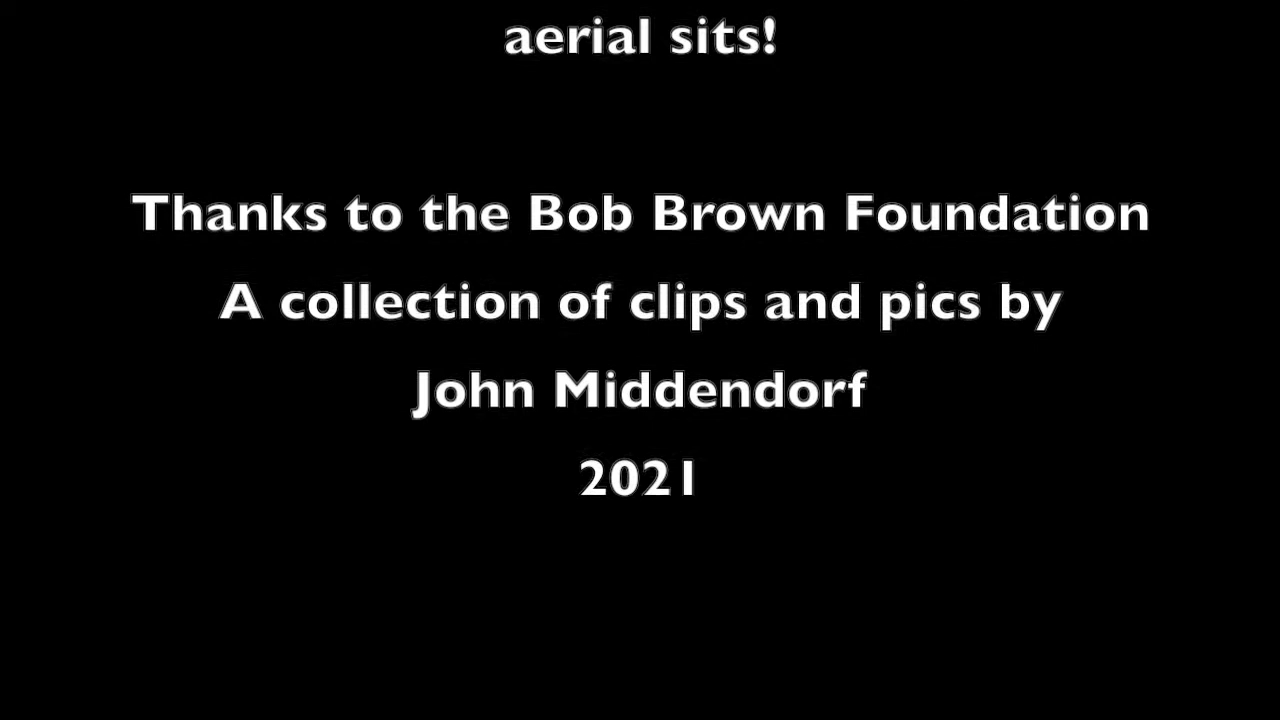 aerial sits!
Thanks to the Bob Brown Foundation
A collection of clips and pics by
John Middendorf
2021